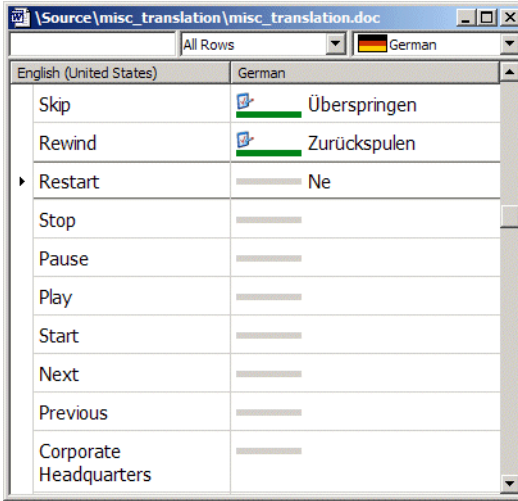 \Source\misc_translation\misc_translation.doc
All Rows German
English (United States) German
Skip Überspringen
Rewind Zurückspulen
Restart Ne
Stop
Pause
Play
Start
Next
Previous
Corporate
Headquarters